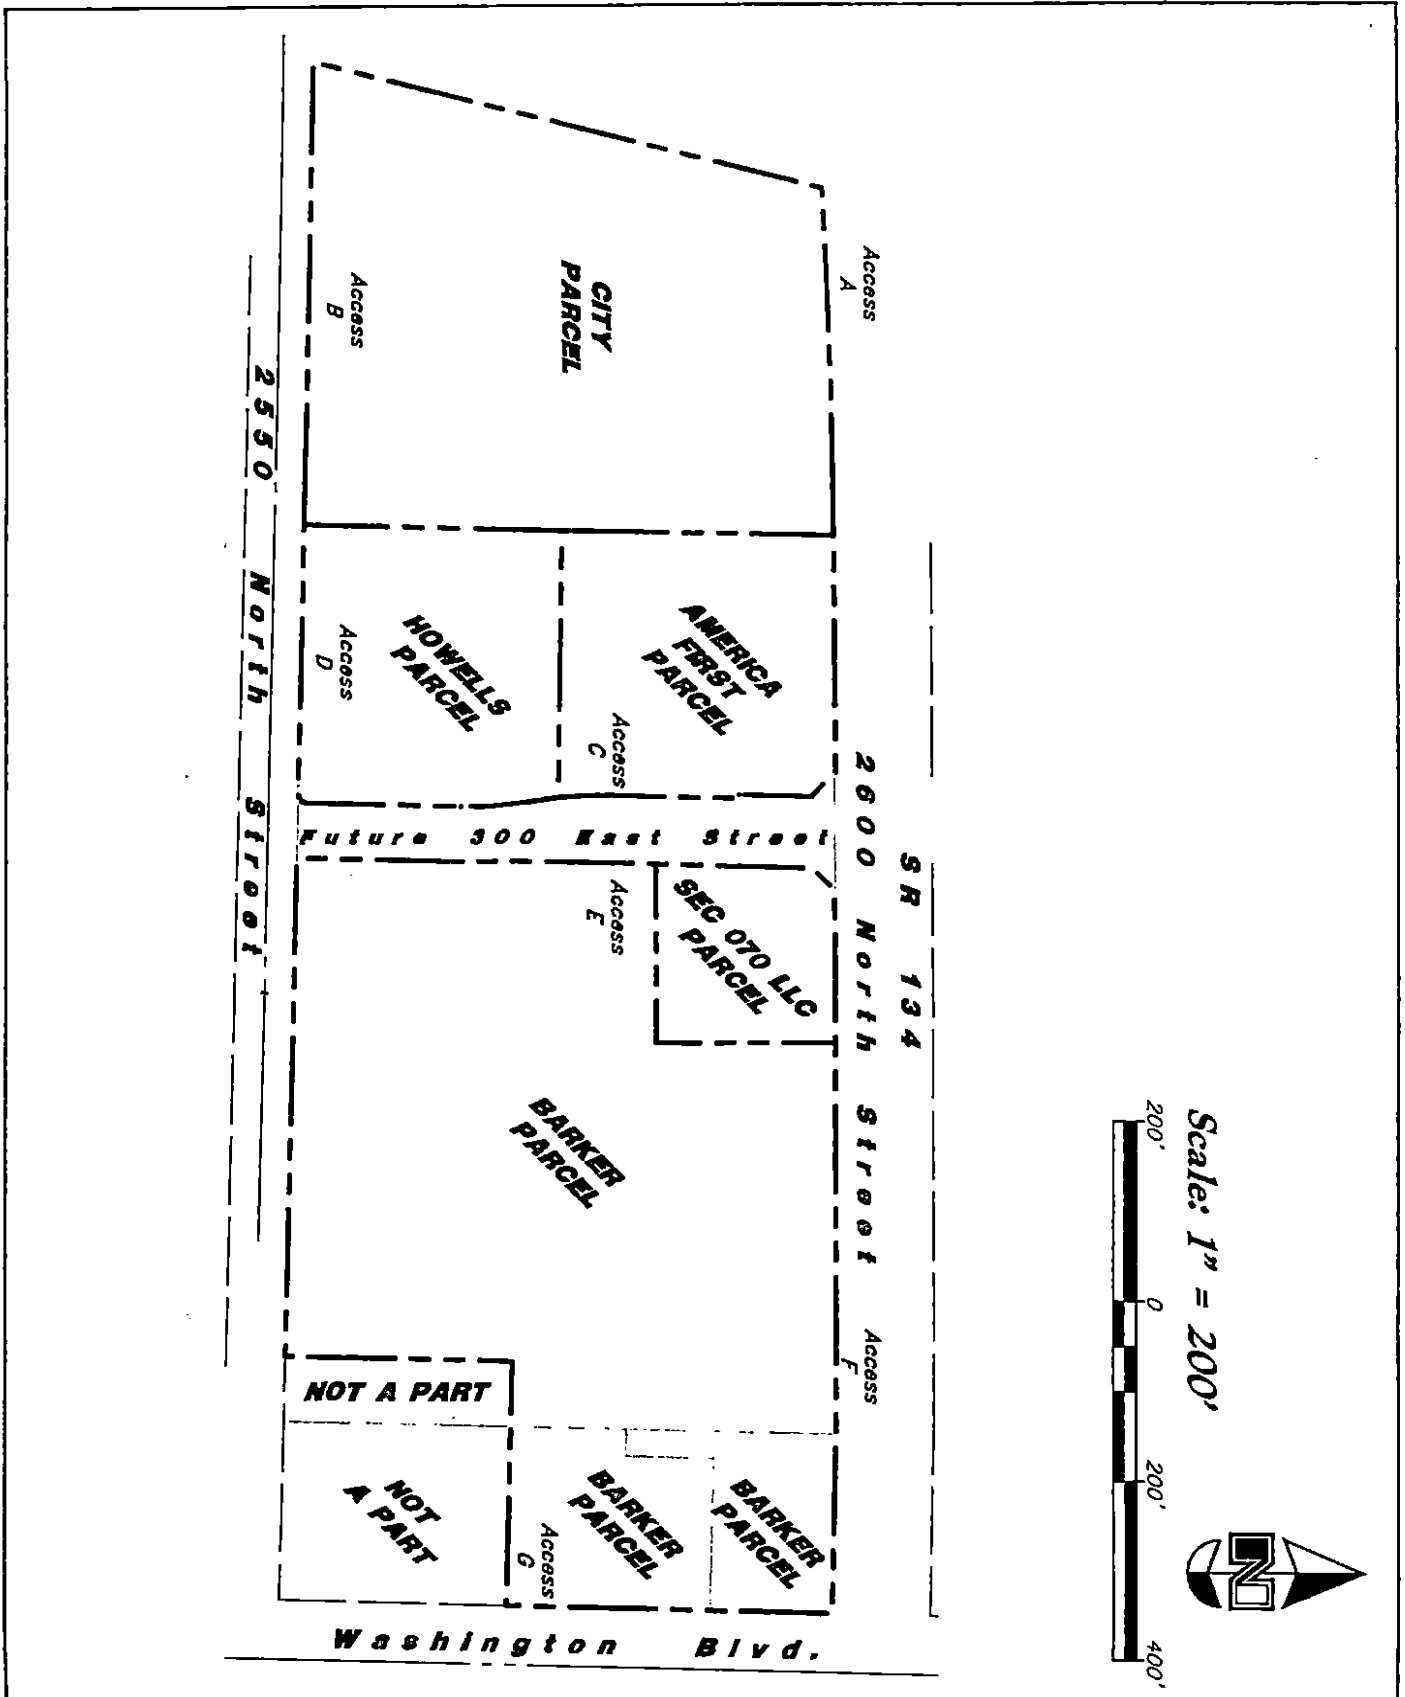 Scale: 1" = 200'
200'
0
200'
400'
N
SR 134
2600 North Street
Access
A
Access
F
CITY
PARCEL
Access
B
AMERICA
FIRST
PARCEL
Access
C
HOWELLS
PARCEL
Access
D
Future 300 East Street
SEC 070 LLC
PARCEL
Access
E
BARKER
PARCEL
BARKER
PARCEL
BARKER
PARCEL
Access
G
NOT A PART
NOT
A PART
2550 North Street
Washington Blvd.